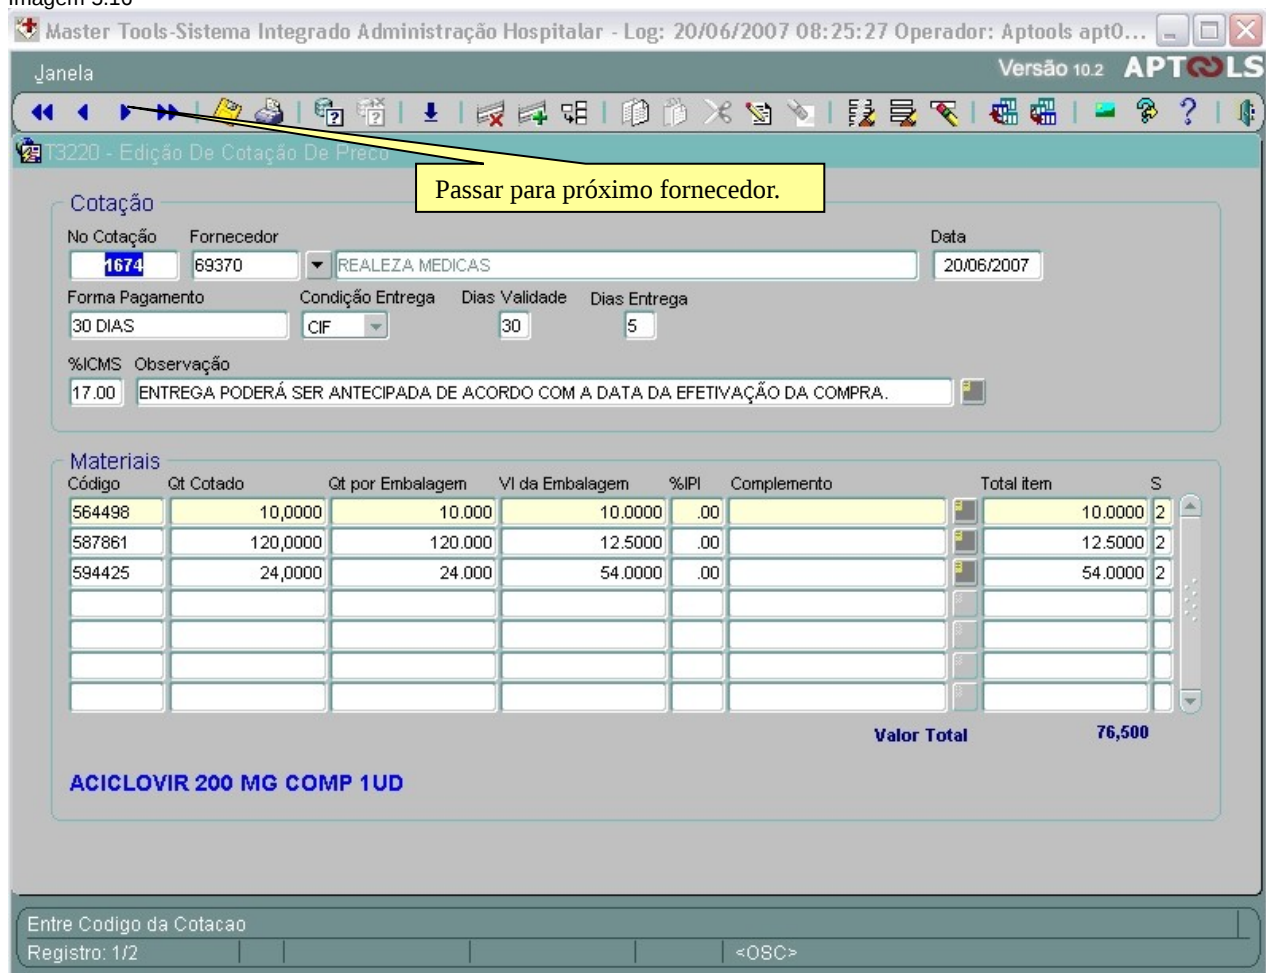 Imagem 5.16
Master Tools-Sistema Integrado Administração Hospitalar - Log: 20/06/2007 08:25:27 Operador: Aptools apt0...
Janela
Versão 10.2 APTOOLS
T3220 - Edição De Cotação De Preco
Passar para próximo fornecedor.
Cotação
No Cotação Fornecedor Data
1674 69370 REALEZA MEDICAS 20/06/2007
Forma Pagamento Condição Entrega Dias Validade Dias Entrega
30 DIAS CIF 30 5
%ICMS Observação
17.00 ENTREGA PODERÁ SER ANTECIPADA DE ACORDO COM A DATA DA EFETIVAÇÃO DA COMPRA.
Materiais
Código Qt Cotado Qt por Embalagem Vl da Embalagem %IPI Complemento Total item S
564498 10,0000 10.000 10.0000 .00 10.0000 2
587861 120,0000 120.000 12.5000 .00 12.5000 2
594425 24,0000 24.000 54.0000 .00 54.0000 2
Valor Total 76,500
ACICLOVIR 200 MG COMP 1UD
Entre Codigo da Cotacao
Registro: 1/2 <OSC>